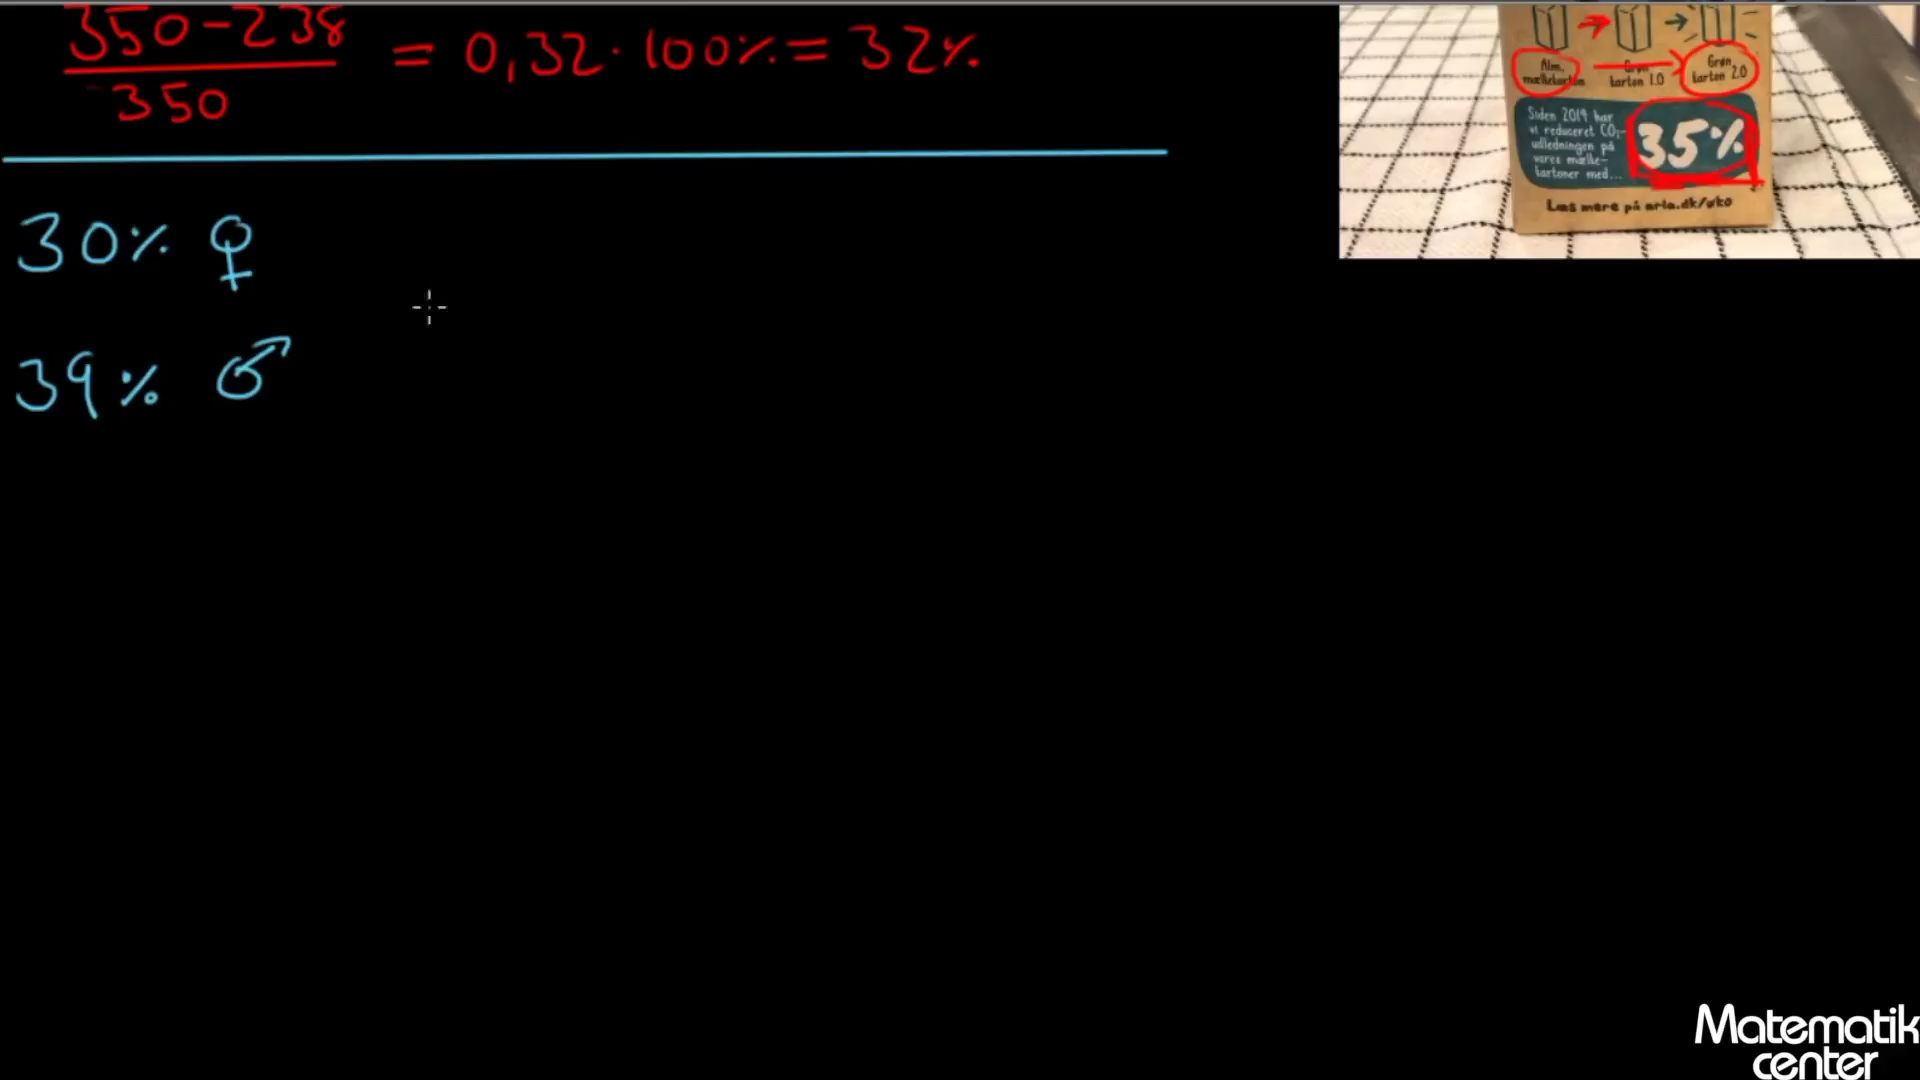 350-238
350
= 0,32 · 100% = 32%
30% ♀
39% ♂
Alm.
mælkekarton
Grøn
karton 1.0
Grøn
karton 2.0
Siden 2019 har
vi reduceret CO₂-
udledningen på
vores mælke-
kartoner med...
35%
Læs mere på arla.dk/øko
Matematik
center